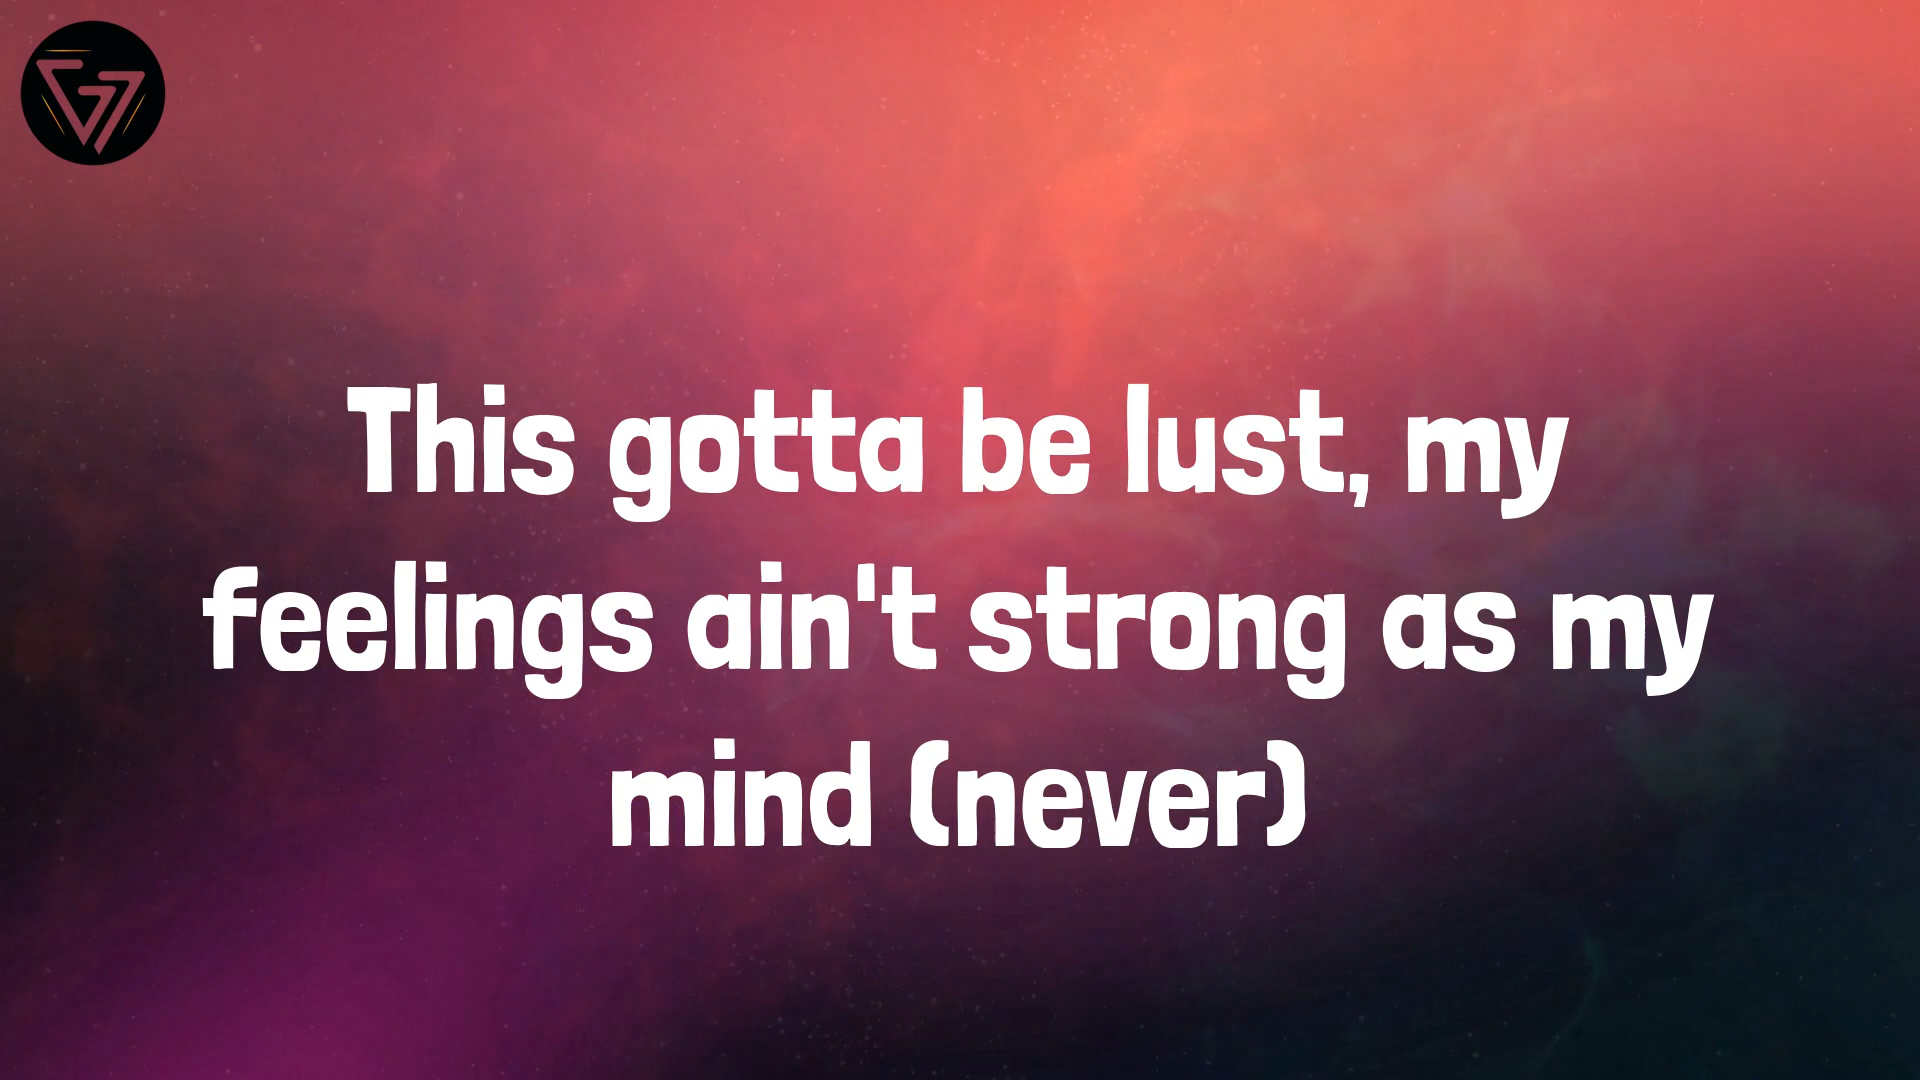 This gotta be lust, my
feelings ain't strong as my
mind (never)